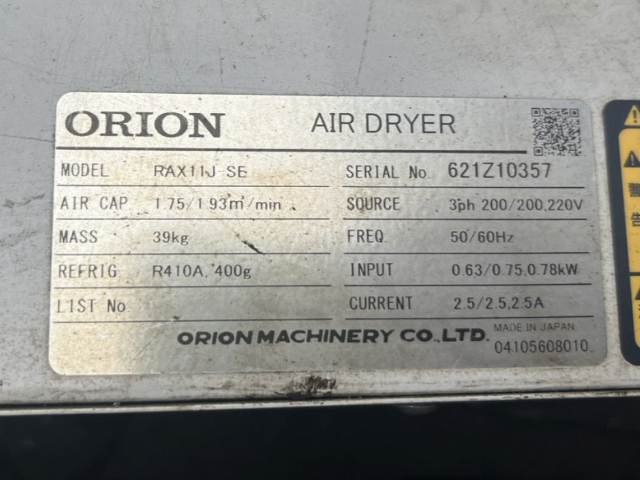 ORION AIR DRYER
MODEL RAX11J-SE SERIAL No 621Z10357
AIR CAP. 1.75/1.93m³/min SOURCE 3ph 200/200,220V
MASS 39kg FREQ 50/60Hz
REFRIG R410A, 400g INPUT 0.63/0.75,0.78kW
LIST No CURRENT 2.5/2.5,2.5A
ORION MACHINERY CO.,LTD. MADE IN JAPAN
04105608010
警
告